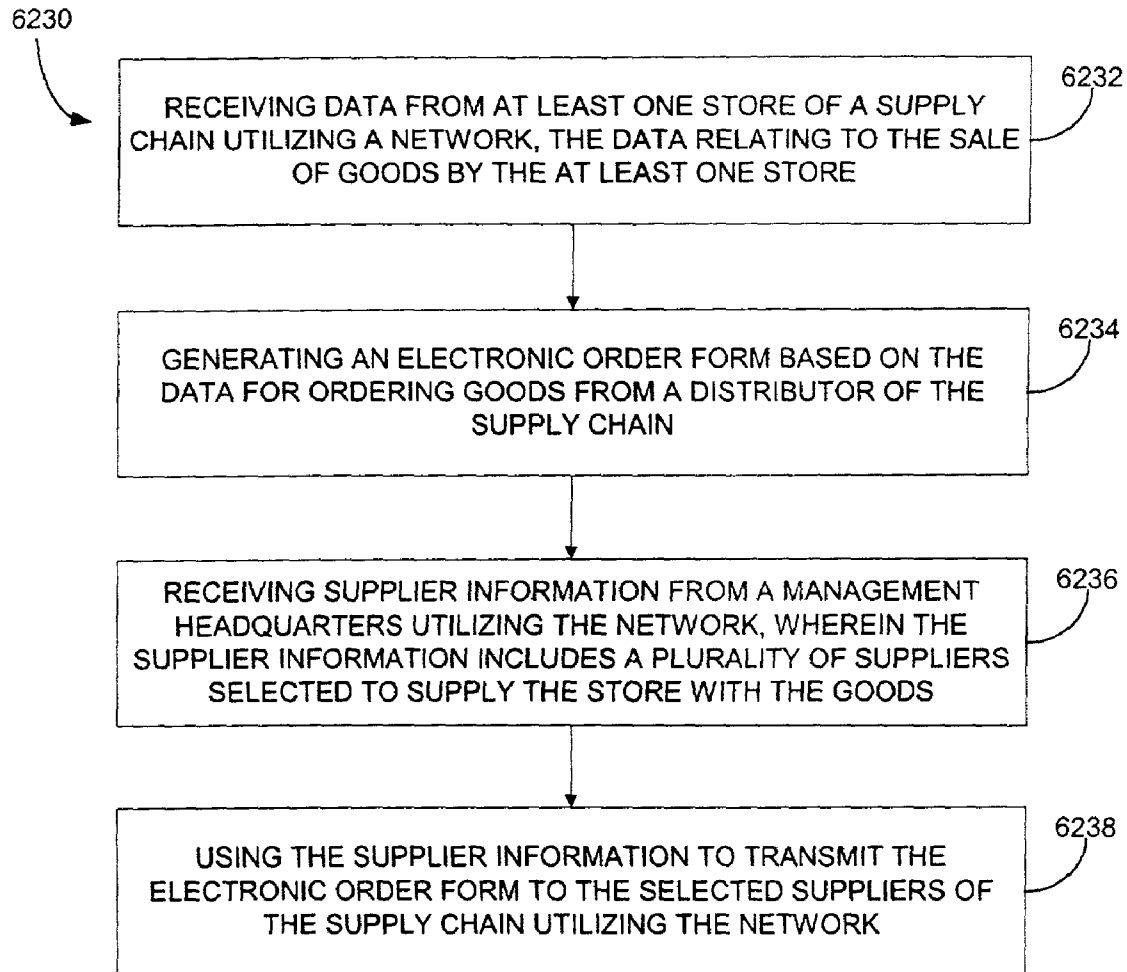 6230
6232
RECEIVING DATA FROM AT LEAST ONE STORE OF A SUPPLY
CHAIN UTILIZING A NETWORK, THE DATA RELATING TO THE SALE
OF GOODS BY THE AT LEAST ONE STORE
6234
GENERATING AN ELECTRONIC ORDER FORM BASED ON THE
DATA FOR ORDERING GOODS FROM A DISTRIBUTOR OF THE
SUPPLY CHAIN
6236
RECEIVING SUPPLIER INFORMATION FROM A MANAGEMENT
HEADQUARTERS UTILIZING THE NETWORK, WHEREIN THE
SUPPLIER INFORMATION INCLUDES A PLURALITY OF SUPPLIERS
SELECTED TO SUPPLY THE STORE WITH THE GOODS
6238
USING THE SUPPLIER INFORMATION TO TRANSMIT THE
ELECTRONIC ORDER FORM TO THE SELECTED SUPPLIERS OF
THE SUPPLY CHAIN UTILIZING THE NETWORK